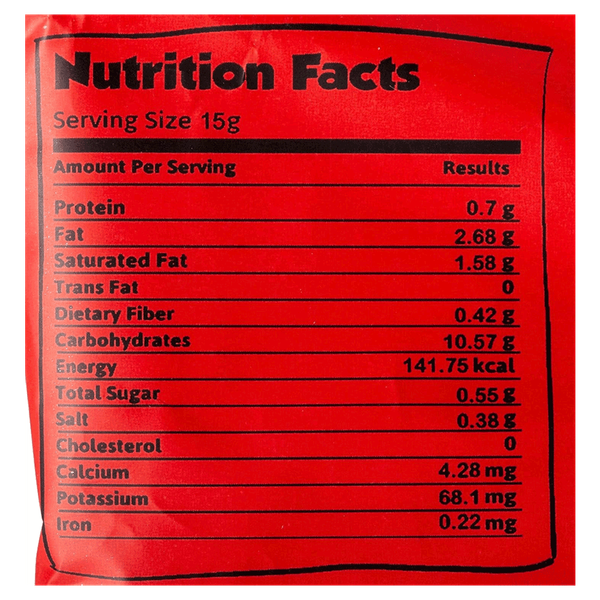 Nutrition Facts
Serving Size 15g
Amount Per Serving Results
Protein 0.7 g
Fat 2.68 g
Saturated Fat 1.58 g
Trans Fat 0
Dietary Fiber 0.42 g
Carbohydrates 10.57 g
Energy 141.75 kcal
Total Sugar 0.55 g
Salt 0.38 g
Cholesterol 0
Calcium 4.28 mg
Potassium 68.1 mg
Iron 0.22 mg